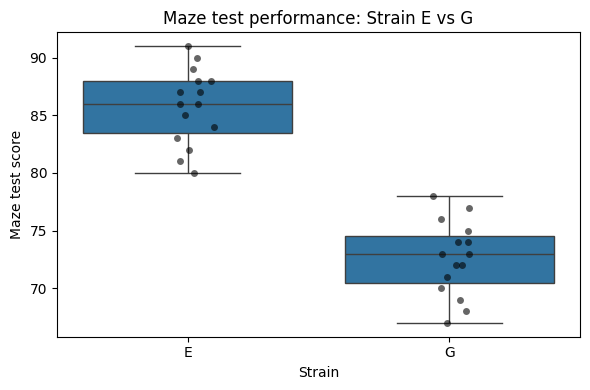 Maze test performance: Strain E vs G
Maze test score
90
85
80
75
70
E
G
Strain